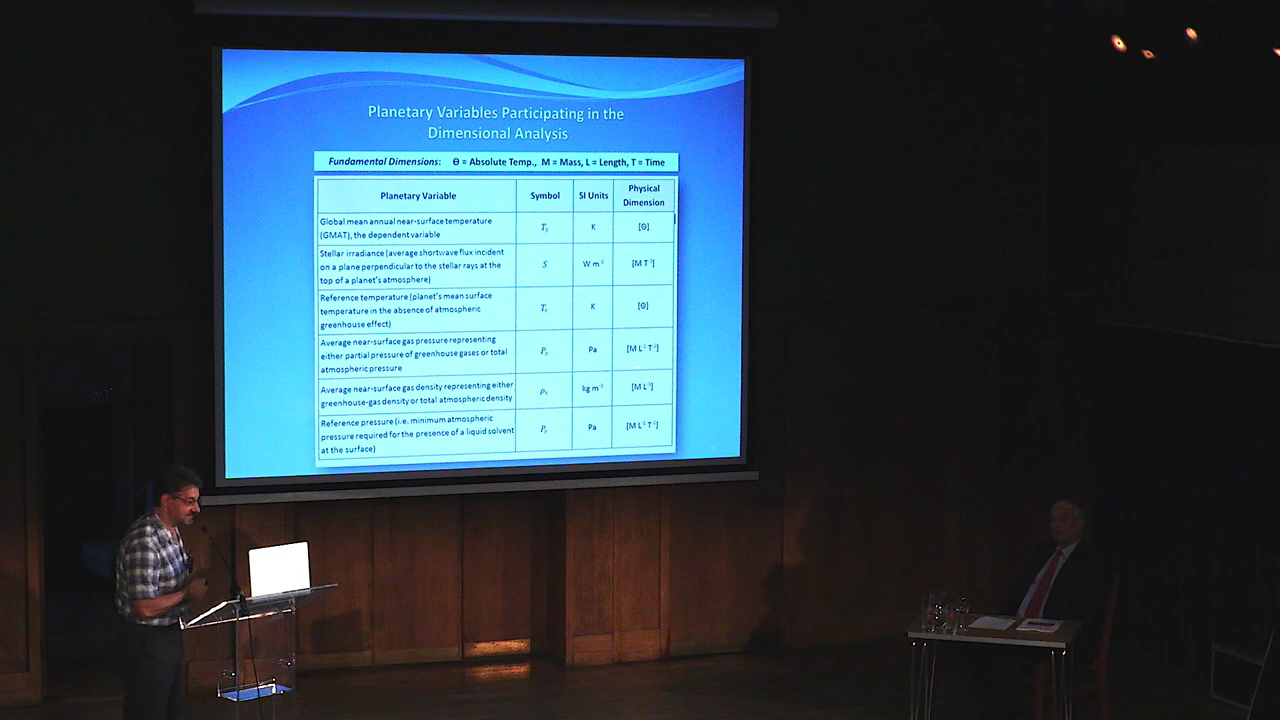 Planetary Variables Participating in the
Dimensional Analysis
Fundamental Dimensions: Θ = Absolute Temp., M = Mass, L = Length, T = Time
Planetary Variable Symbol SI Units Physical Dimension
Global mean annual near-surface temperature
(GMAT), the dependent variable
Tₛ K [Θ]
Stellar irradiance (average shortwave flux incident
on a plane perpendicular to the stellar rays at the
top of a planet's atmosphere)
S W m⁻² [M T⁻³]
Reference temperature (planet's mean surface
temperature in the absence of atmospheric
greenhouse effect)
Tᵣ K [Θ]
Average near-surface gas pressure representing
either partial pressure of greenhouse gases or total
atmospheric pressure
Pₓ Pa [M L⁻¹ T⁻²]
Average near-surface gas density representing either
greenhouse-gas density or total atmospheric density
ρₓ kg m⁻³ [M L⁻³]
Reference pressure (i.e. minimum atmospheric
pressure required for the presence of a liquid solvent
at the surface)
Pᵣ Pa [M L⁻¹ T⁻²]